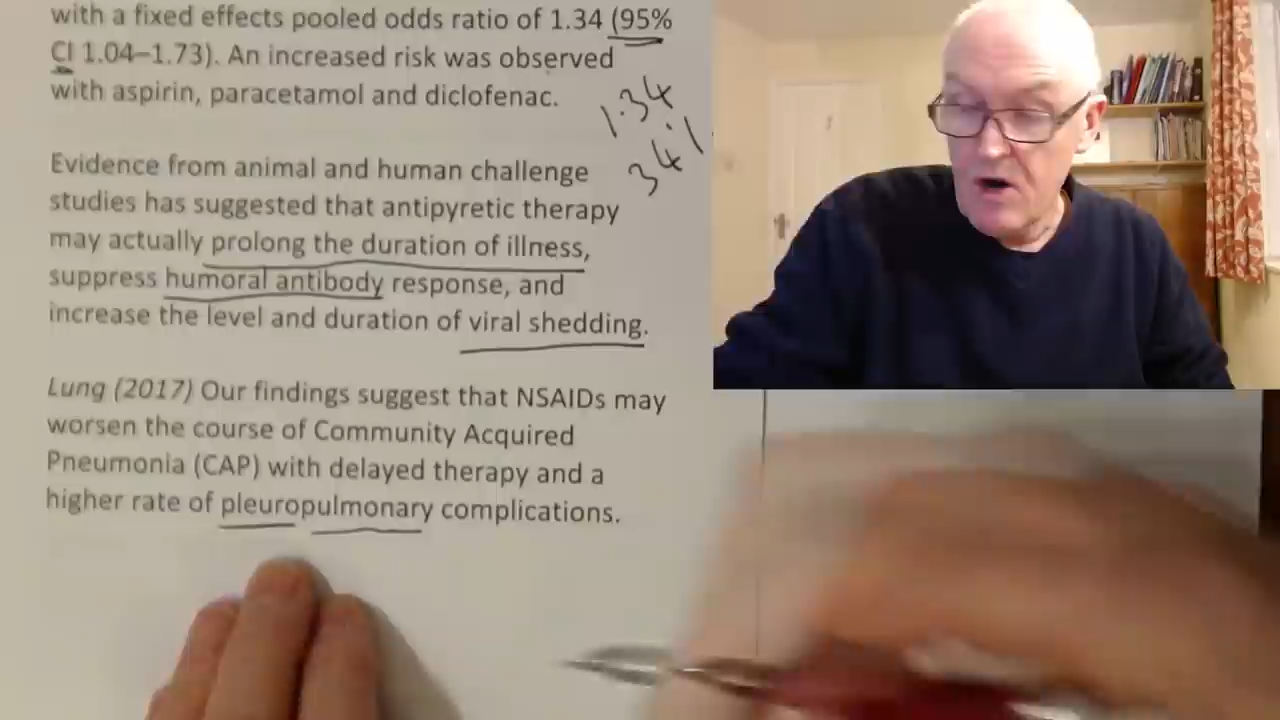 with a fixed effects pooled odds ratio of 1.34 (95%
CI 1.04–1.73). An increased risk was observed
with aspirin, paracetamol and diclofenac.
1.34
34.1
Evidence from animal and human challenge
studies has suggested that antipyretic therapy
may actually prolong the duration of illness,
suppress humoral antibody response, and
increase the level and duration of viral shedding.
Lung (2017) Our findings suggest that NSAIDs may
worsen the course of Community Acquired
Pneumonia (CAP) with delayed therapy and a
higher rate of pleuropulmonary complications.